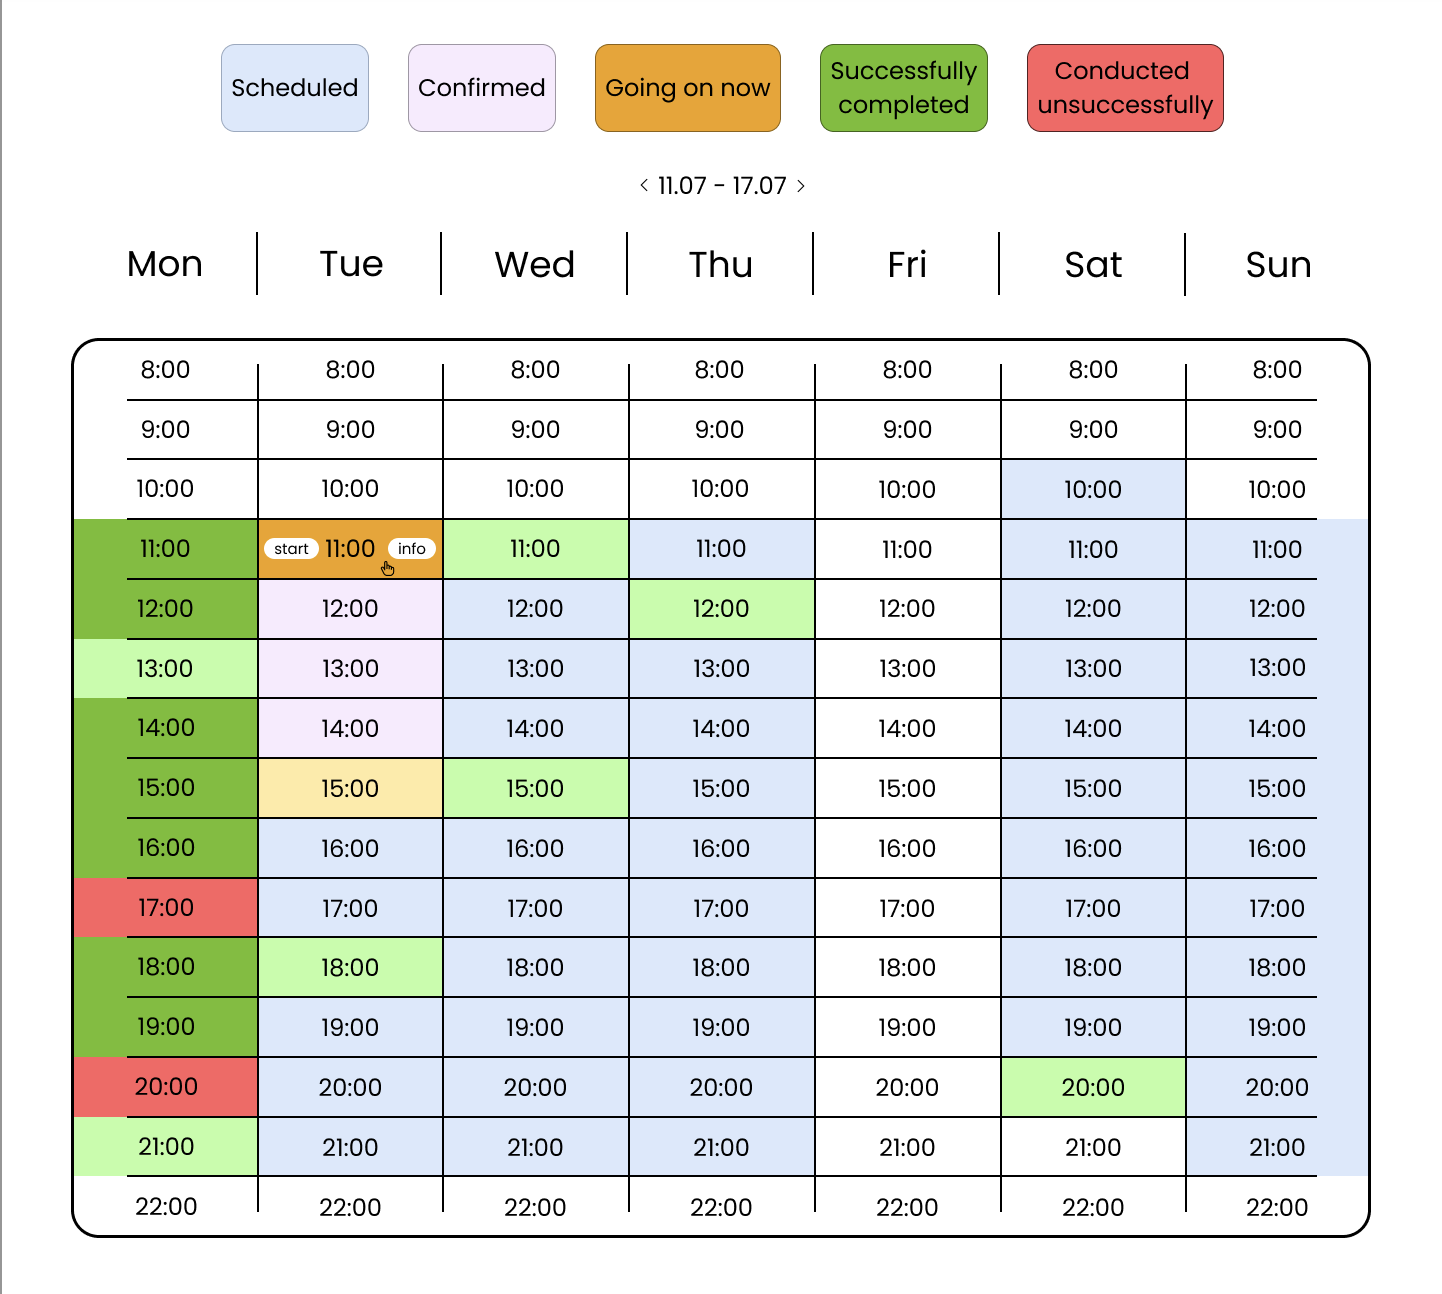 Scheduled
Confirmed
Going on now
Successfully
completed
Conducted
unsuccessfully
< 11.07 - 17.07 >
Mon Tue Wed Thu Fri Sat Sun
8:00 8:00 8:00 8:00 8:00 8:00 8:00
9:00 9:00 9:00 9:00 9:00 9:00 9:00
10:00 10:00 10:00 10:00 10:00 10:00 10:00
11:00 start 11:00 info 11:00 11:00 11:00 11:00 11:00
12:00 12:00 12:00 12:00 12:00 12:00 12:00
13:00 13:00 13:00 13:00 13:00 13:00 13:00
14:00 14:00 14:00 14:00 14:00 14:00 14:00
15:00 15:00 15:00 15:00 15:00 15:00 15:00
16:00 16:00 16:00 16:00 16:00 16:00 16:00
17:00 17:00 17:00 17:00 17:00 17:00 17:00
18:00 18:00 18:00 18:00 18:00 18:00 18:00
19:00 19:00 19:00 19:00 19:00 19:00 19:00
20:00 20:00 20:00 20:00 20:00 20:00 20:00
21:00 21:00 21:00 21:00 21:00 21:00 21:00
22:00 22:00 22:00 22:00 22:00 22:00 22:00